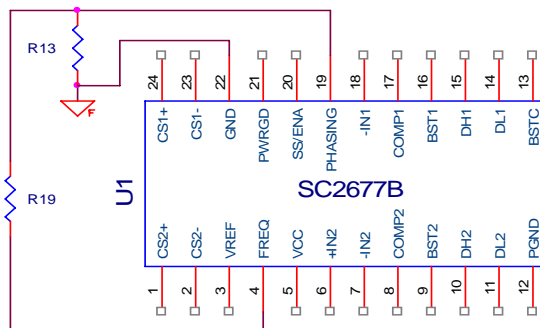 R13
F
R19
U1
SC2677B
24 23 22 21 20 19 18 17 16 15 14 13
CS1+ CS1- GND PWRGD SS/ENA PHASING -IN1 COMP1 BST1 DH1 DL1 BSTC
CS2+ CS2- VREF FREQ VCC +IN2 -IN2 COMP2 BST2 DH2 DL2 PGND
1 2 3 4 5 6 7 8 9 10 11 12